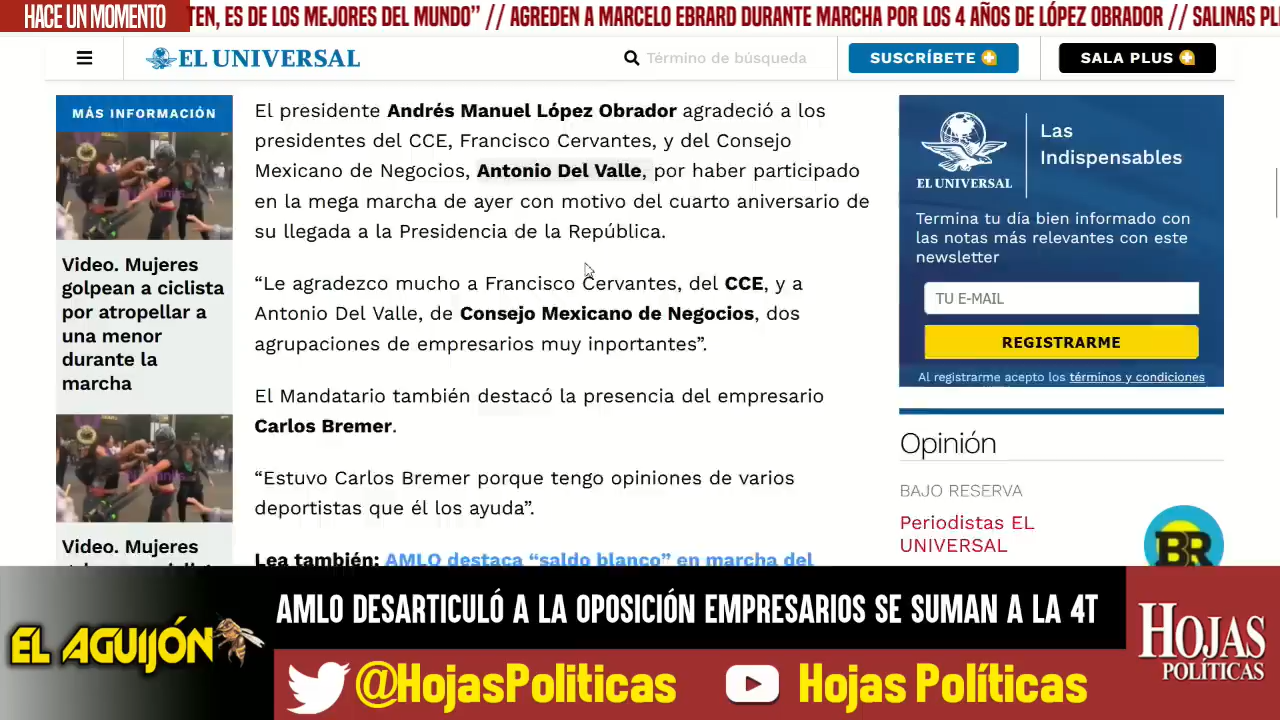 HACE UN MOMENTO
TEN, ES DE LOS MEJORES DEL MUNDO” // AGREDEN A MARCELO EBRARD DURANTE MARCHA POR LOS 4 AÑOS DE LÓPEZ OBRADOR // SALINAS
EL UNIVERSAL
Término de búsqueda
SUSCRÍBETE
SALA PLUS
MÁS INFORMACIÓN
Video. Mujeres
golpean a ciclista
por atropellar a
una menor
durante la
marcha
Video. Mujeres
El presidente Andrés Manuel López Obrador agradeció a los
presidentes del CCE, Francisco Cervantes, y del Consejo
Mexicano de Negocios, Antonio Del Valle, por haber participado
en la mega marcha de ayer con motivo del cuarto aniversario de
su llegada a la Presidencia de la República.
“Le agradezco mucho a Francisco Cervantes, del CCE, y a
Antonio Del Valle, de Consejo Mexicano de Negocios, dos
agrupaciones de empresarios muy inportantes”.
El Mandatario también destacó la presencia del empresario
Carlos Bremer.
“Estuvo Carlos Bremer porque tengo opiniones de varios
deportistas que él los ayuda”.
Lea también: AMLO destaca “saldo blanco” en marcha del
EL UNIVERSAL
Las
Indispensables
Termina tu día bien informado con
las notas más relevantes con este
newsletter
TU E-MAIL
REGISTRARME
Al registrarme acepto los términos y condiciones
Opinión
BAJO RESERVA
Periodistas EL
UNIVERSAL
BR
EL AGUIJÓN
AMLO DESARTICULÓ A LA OPOSICIÓN EMPRESARIOS SE SUMAN A LA 4T
@HojasPoliticas
Hojas Políticas
HOJAS
POLÍTICAS